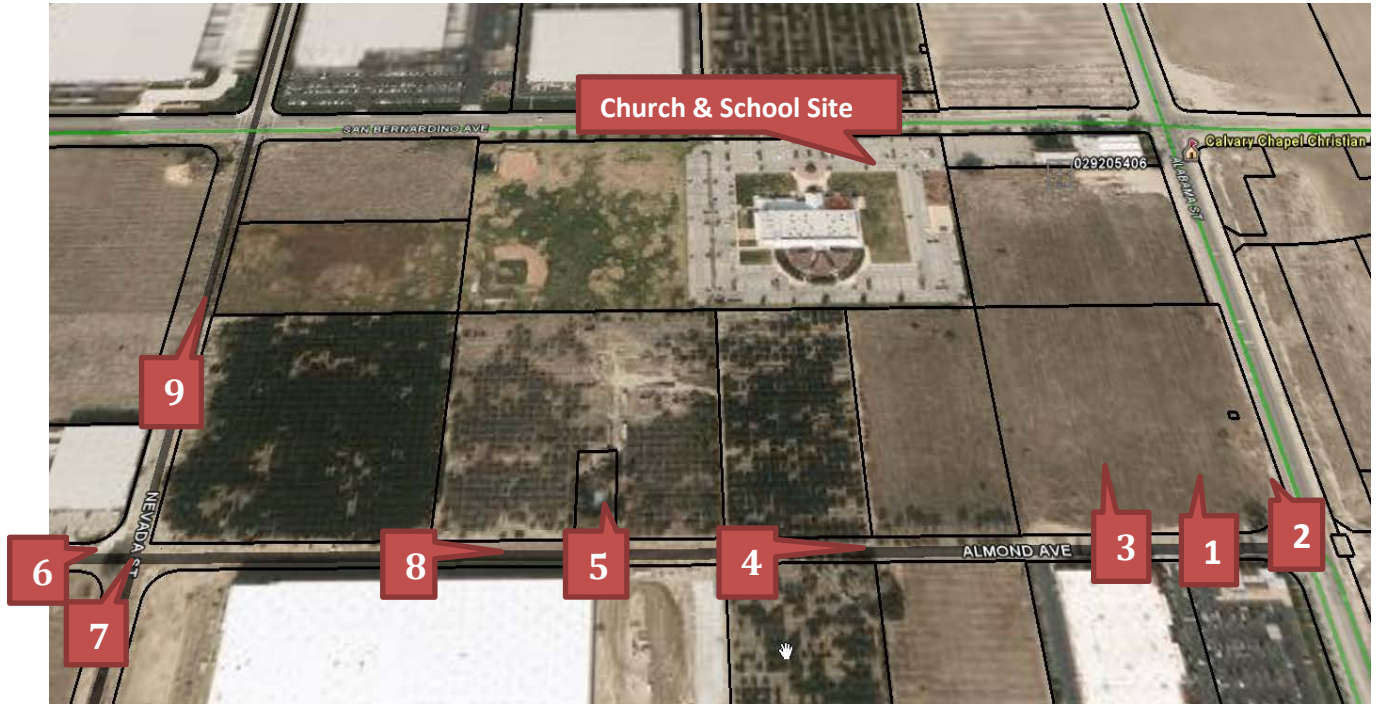 Church & School Site
SAN BERNARDINO AVE
Calvary Chapel Christian
029205406
ALABAMA ST
9
NEVADA ST
6
8
5
4
ALMOND AVE
3
1
2
7